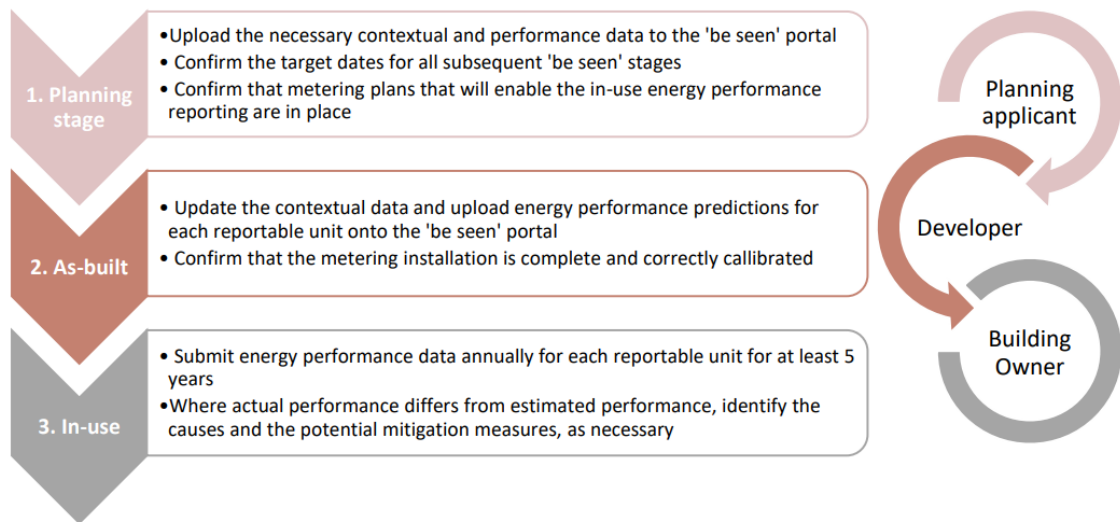 1. Planning
stage
•Upload the necessary contextual and performance data to the 'be seen' portal
• Confirm the target dates for all subsequent 'be seen' stages
• Confirm that metering plans that will enable the in-use energy performance
reporting are in place
Planning
applicant
2. As-built
• Update the contextual data and upload energy performance predictions for
each reportable unit onto the 'be seen' portal
• Confirm that the metering installation is complete and correctly callibrated
Developer
3. In-use
• Submit energy performance data annually for each reportable unit for at least 5
years
•Where actual performance differs from estimated performance, identify the
causes and the potential mitigation measures, as necessary
Building
Owner